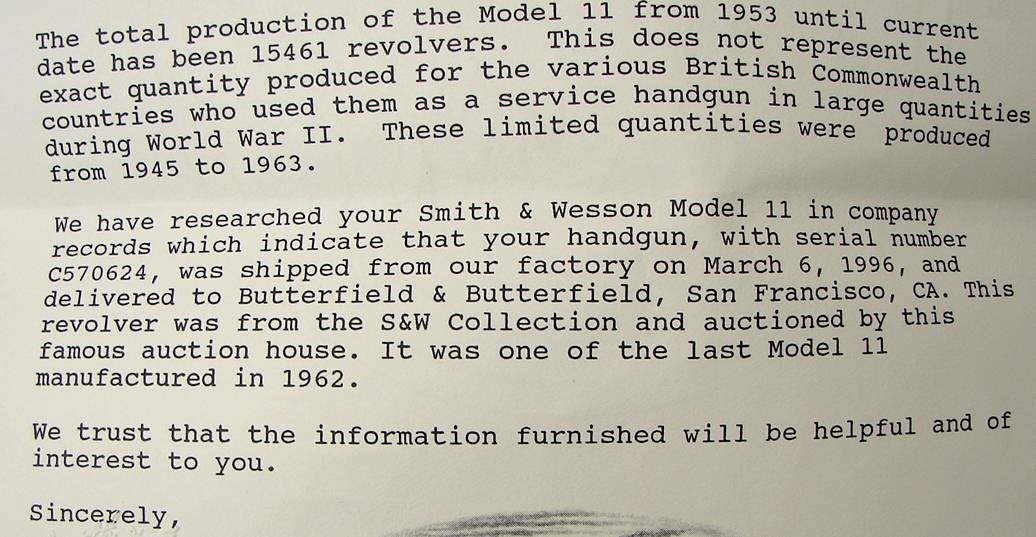 The total production of the Model 11 from 1953 until current
date has been 15461 revolvers. This does not represent the
exact quantity produced for the various British Commonwealth
countries who used them as a service handgun in large quantities
during World War II. These limited quantities were produced
from 1945 to 1963.
We have researched your Smith & Wesson Model 11 in company
records which indicate that your handgun, with serial number
C570624, was shipped from our factory on March 6, 1996, and
delivered to Butterfield & Butterfield, San Francisco, CA. This
revolver was from the S&W Collection and auctioned by this
famous auction house. It was one of the last Model 11
manufactured in 1962.
We trust that the information furnished will be helpful and of
interest to you.
Sincerely,